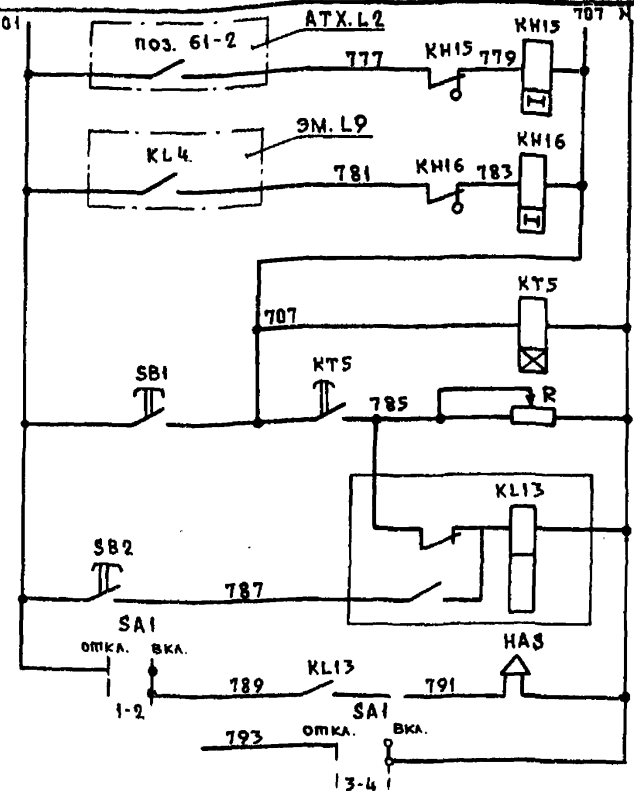 01 707 N
АТХ.L2
КН15
поз. 61-2
777 КН15 779
ЭМ. L9
КН16
KL4.
781 КН16 783
КТ5
707
SB1 КТ5
785 R
KL13
SB2
787
SA1
откл. вкл.
KL13 HAS
789 791
1-2
SA1
793 откл. вкл.
3-4